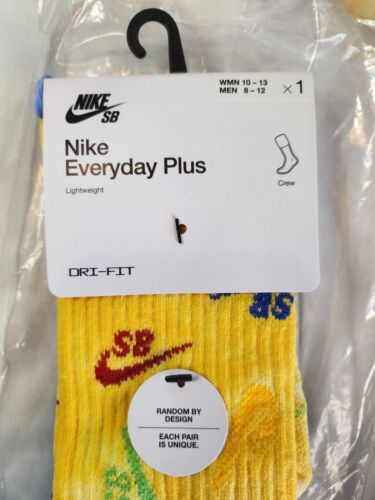 NIKE
SB
WMN 10 – 13
MEN 8 – 12
×1
Nike
Everyday Plus
Lightweight
Crew
DRI-FIT
SB
SB
RANDOM BY
DESIGN
EACH PAIR
IS UNIQUE.